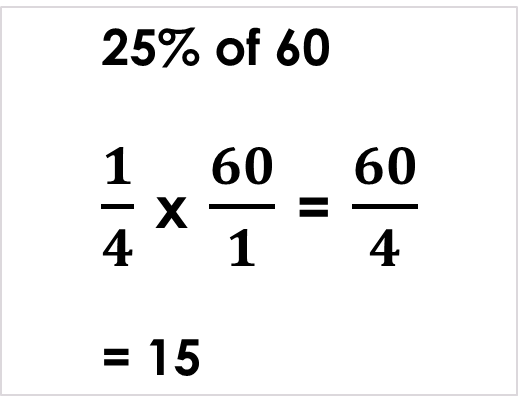 25% of 60
1/4 x 60/1 = 60/4
= 15